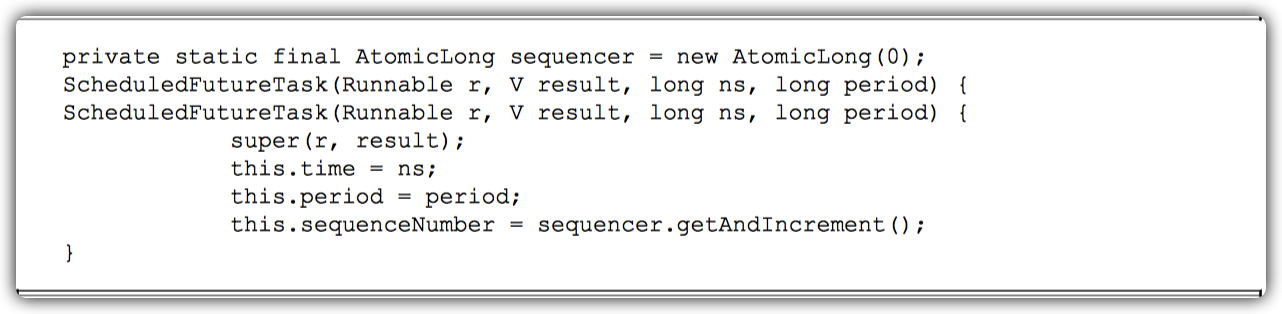 private static final AtomicLong sequencer = new AtomicLong(0);
ScheduledFutureTask(Runnable r, V result, long ns, long period) {
ScheduledFutureTask(Runnable r, V result, long ns, long period) {
            super(r, result);
            this.time = ns;
            this.period = period;
            this.sequenceNumber = sequencer.getAndIncrement();
}